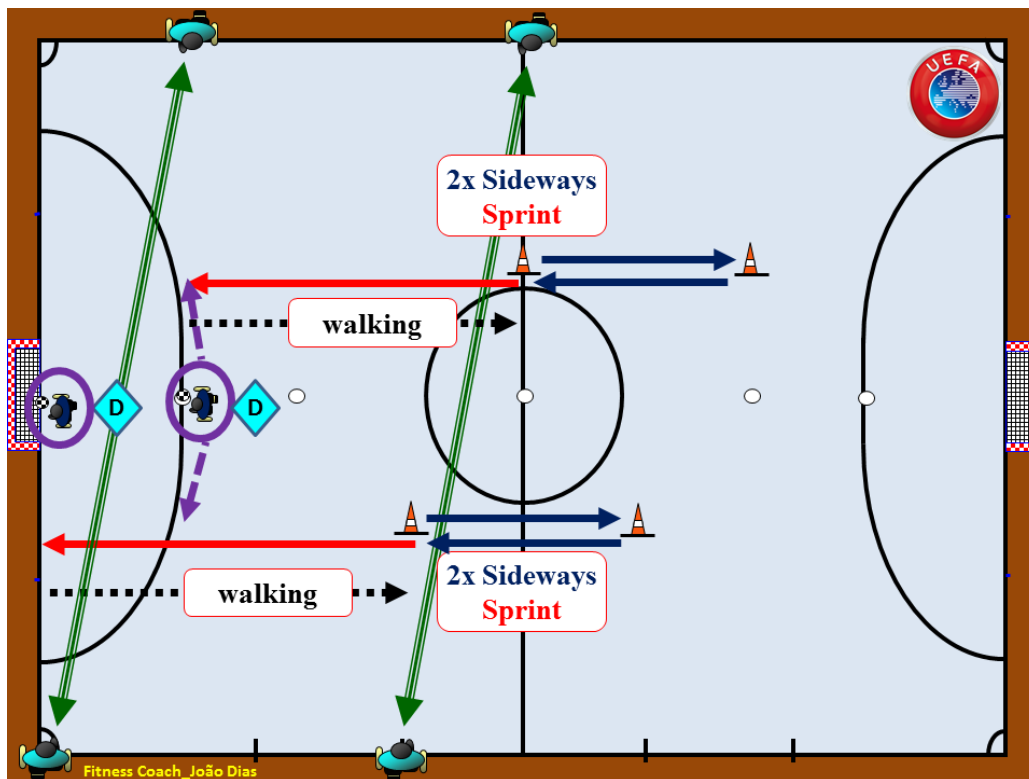 UEFA
2x Sideways
Sprint
walking
D
D
walking
2x Sideways
Sprint
Fitness Coach_João Dias